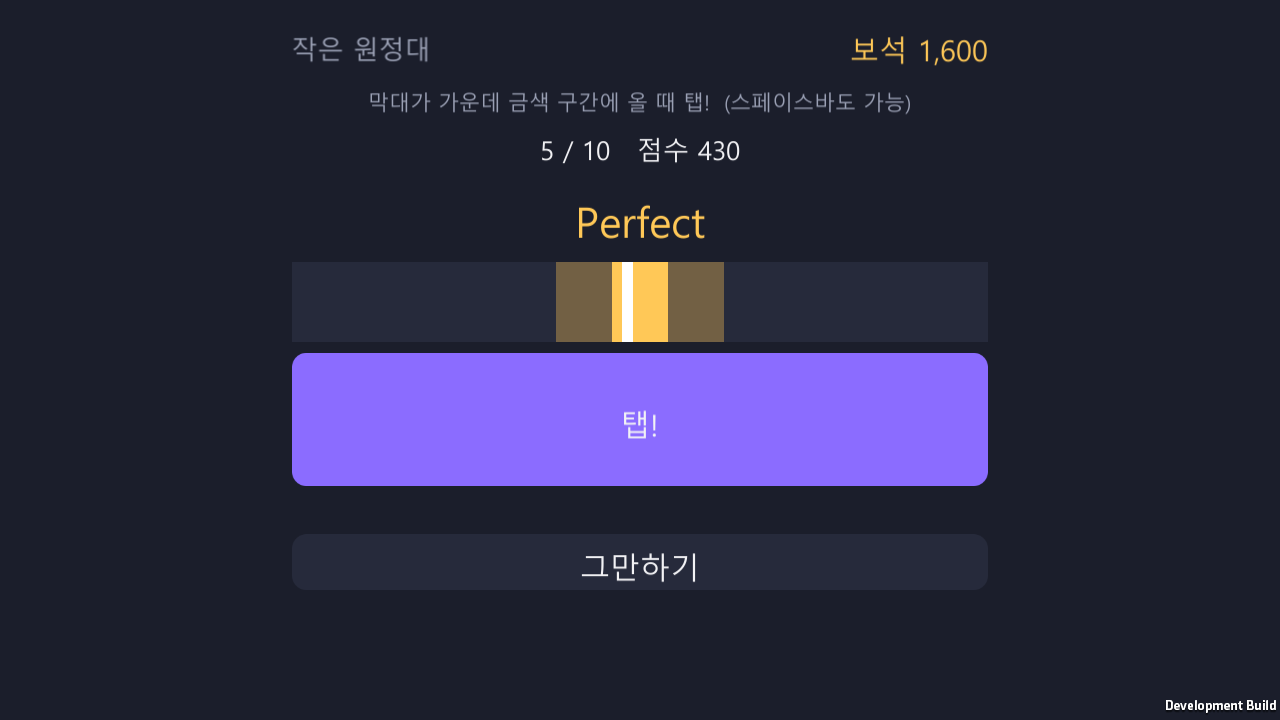 작은 원정대
보석 1,600
막대가 가운데 금색 구간에 올 때 탭! (스페이스바도 가능)
5 / 10 점수 430
Perfect
탭!
그만하기
Development Build